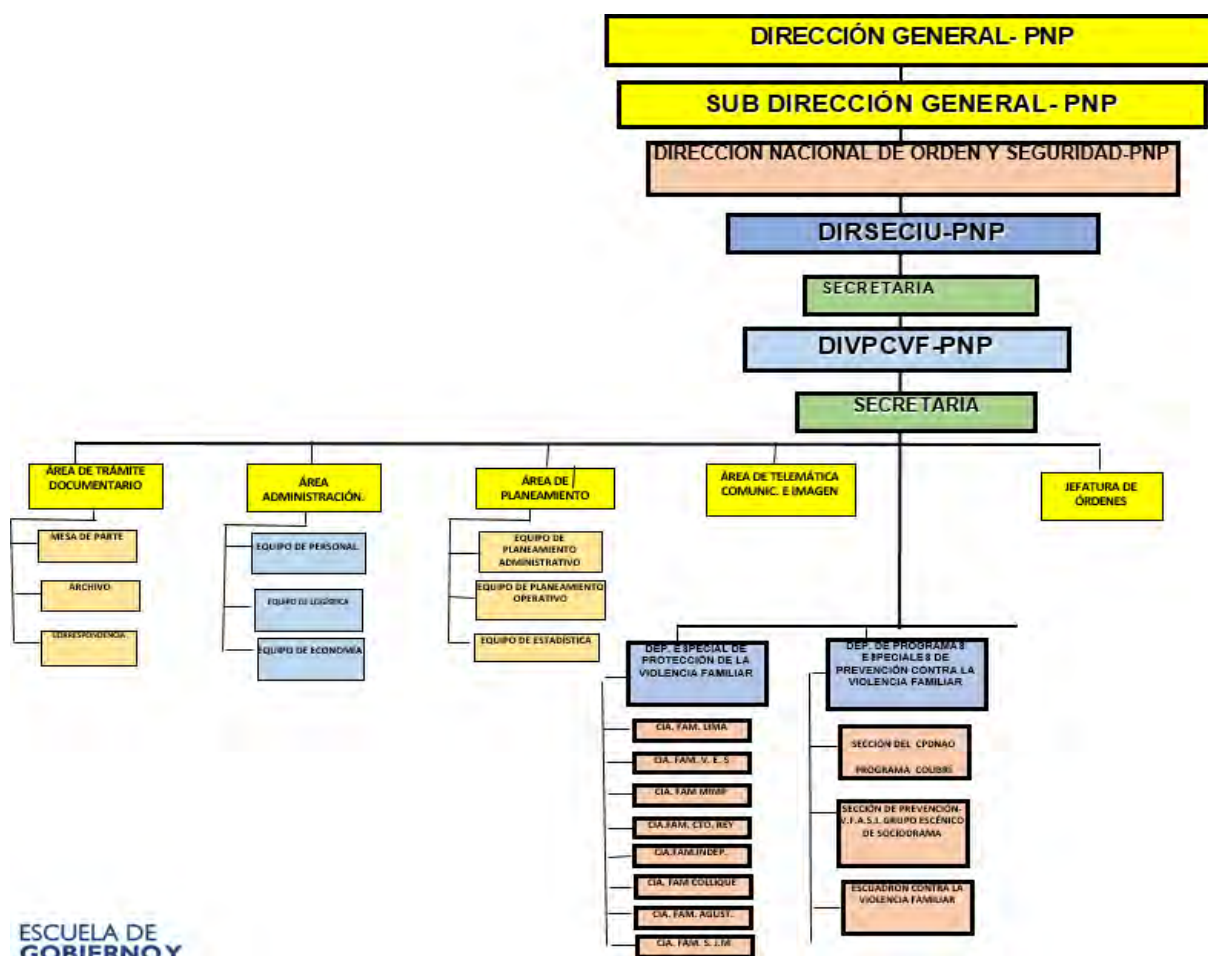 DIRECCIÓN GENERAL- PNP
SUB DIRECCIÓN GENERAL- PNP
DIRECCION NACIONAL DE ORDEN Y SEGURIDAD-PNP
DIRSECIU-PNP
SECRETARIA
DIVPCVF-PNP
SECRETARIA
ÁREA DE TRÁMITE
DOCUMENTARIO
MESA DE PARTE
ARCHIVO
CORRESPONDENCIA
ÁREA
ADMINISTRACIÓN.
EQUIPO DE PERSONAL
EQUIPO DE LOGÍSTICA
EQUIPO DE ECONOMÍA
ÁREA DE
PLANEAMIENTO
EQUIPO DE
PLANEAMIENTO
ADMINISTRATIVO
EQUIPO DE PLANEAMIENTO
OPERATIVO
EQUIPO DE ESTADÍSTICA
ÁREA DE TELEMÁTICA
COMUNIC. E IMAGEN
JEFATURA DE
ÓRDENES
DEP. ESPECIAL DE
PROTECCIÓN DE LA
VIOLENCIA FAMILIAR
CIA. FAM. LIMA
CIA. FAM. V. E. S
CIA. FAM MIMP
CIA.FAM. CTO. REY
CIA.FAM.INDEP.
CIA. FAM COLLIQUE
CIA. FAM. AGUST.
CIA. FAM. S. J.M
DEP. DE PROGRAMAS
ESPECIALES DE
PREVENCIÓN CONTRA LA
VIOLENCIA FAMILIAR
SECCIÓN DEL CPDNAO
PROGRAMA COLIBRÍ
SECCIÓN DE PREVENCIÓN-
V.F.A.S.I. GRUPO ESCÉNICO
DE SOCIODRAMA
ESCUADRON CONTRA LA
VIOLENCIA FAMILIAR
ESCUELA DE
GOBIERNO Y